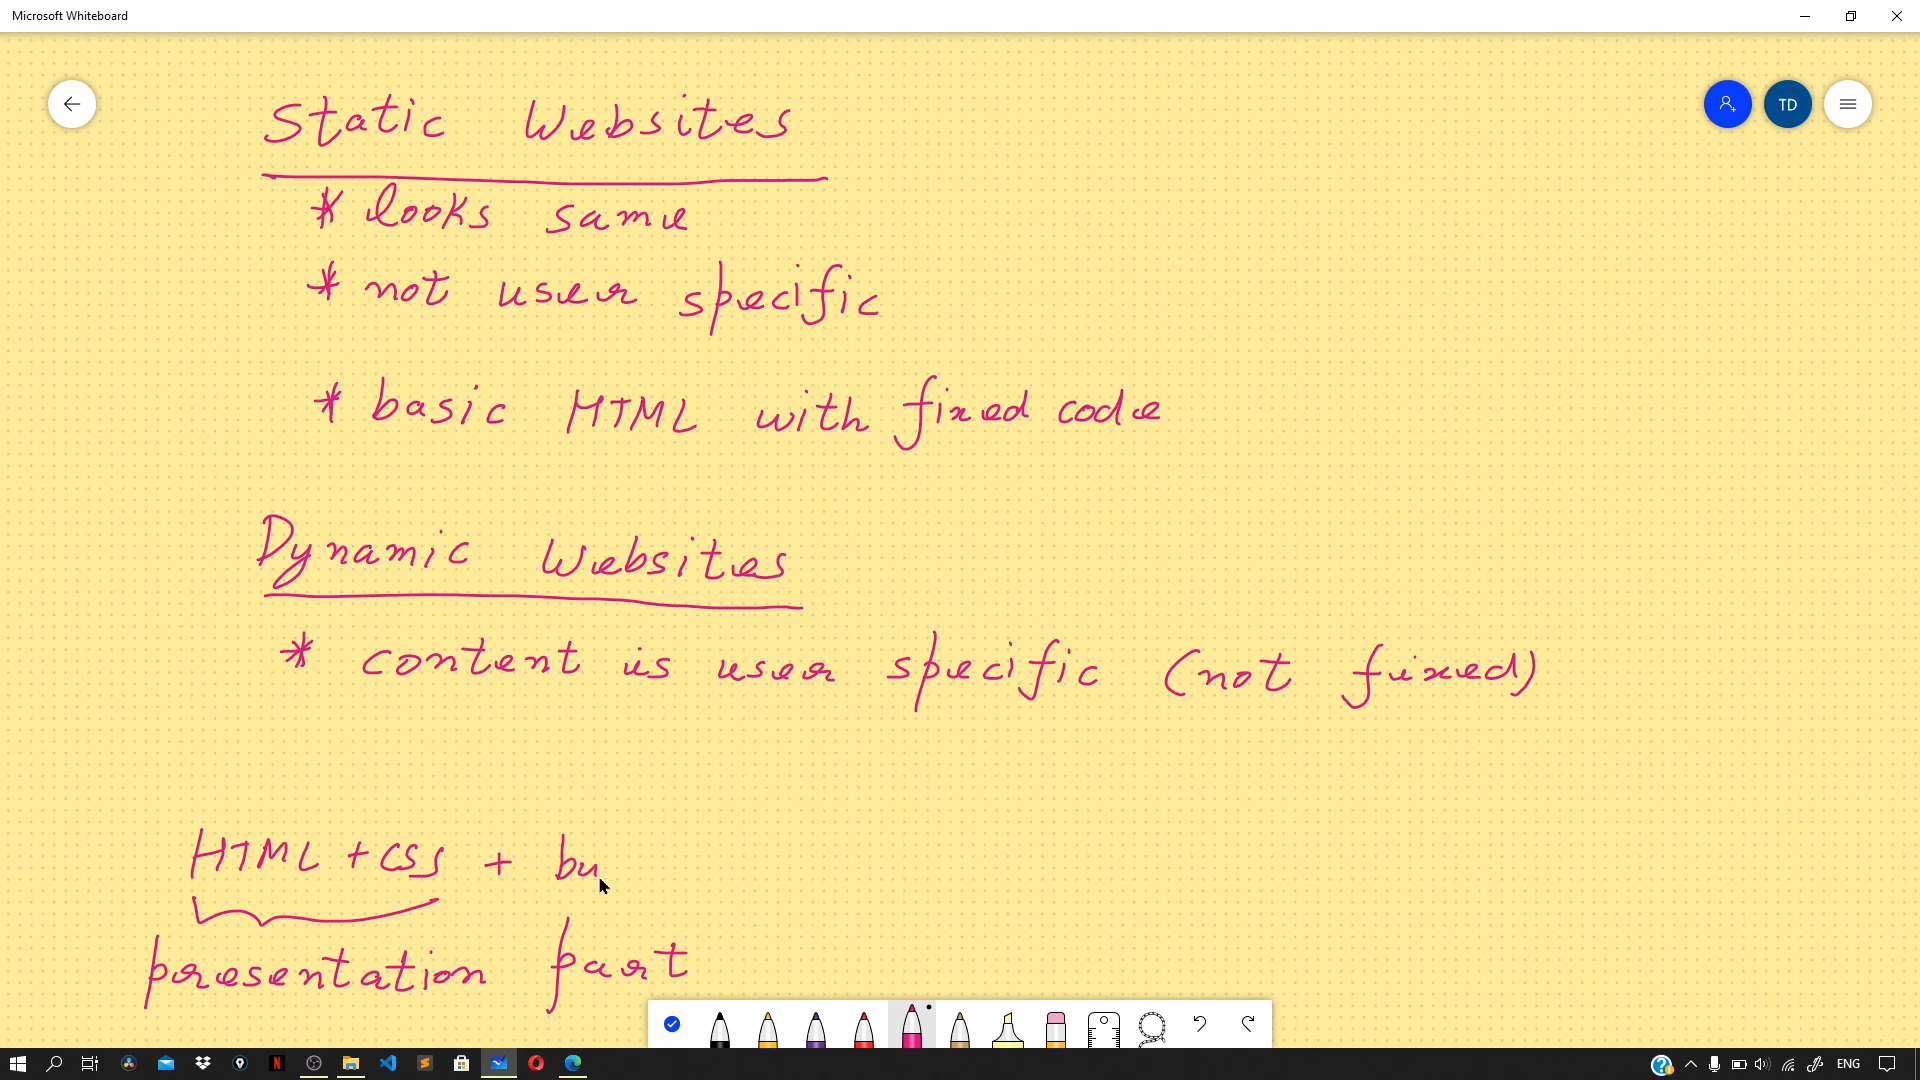 Microsoft Whiteboard
TD
Static Websites
* looks same
* not user specific
* basic HTML with fixed code
Dynamic Websites
* content is user specific (not fixed)
HTML + CSS + bu
presentation part
ENG